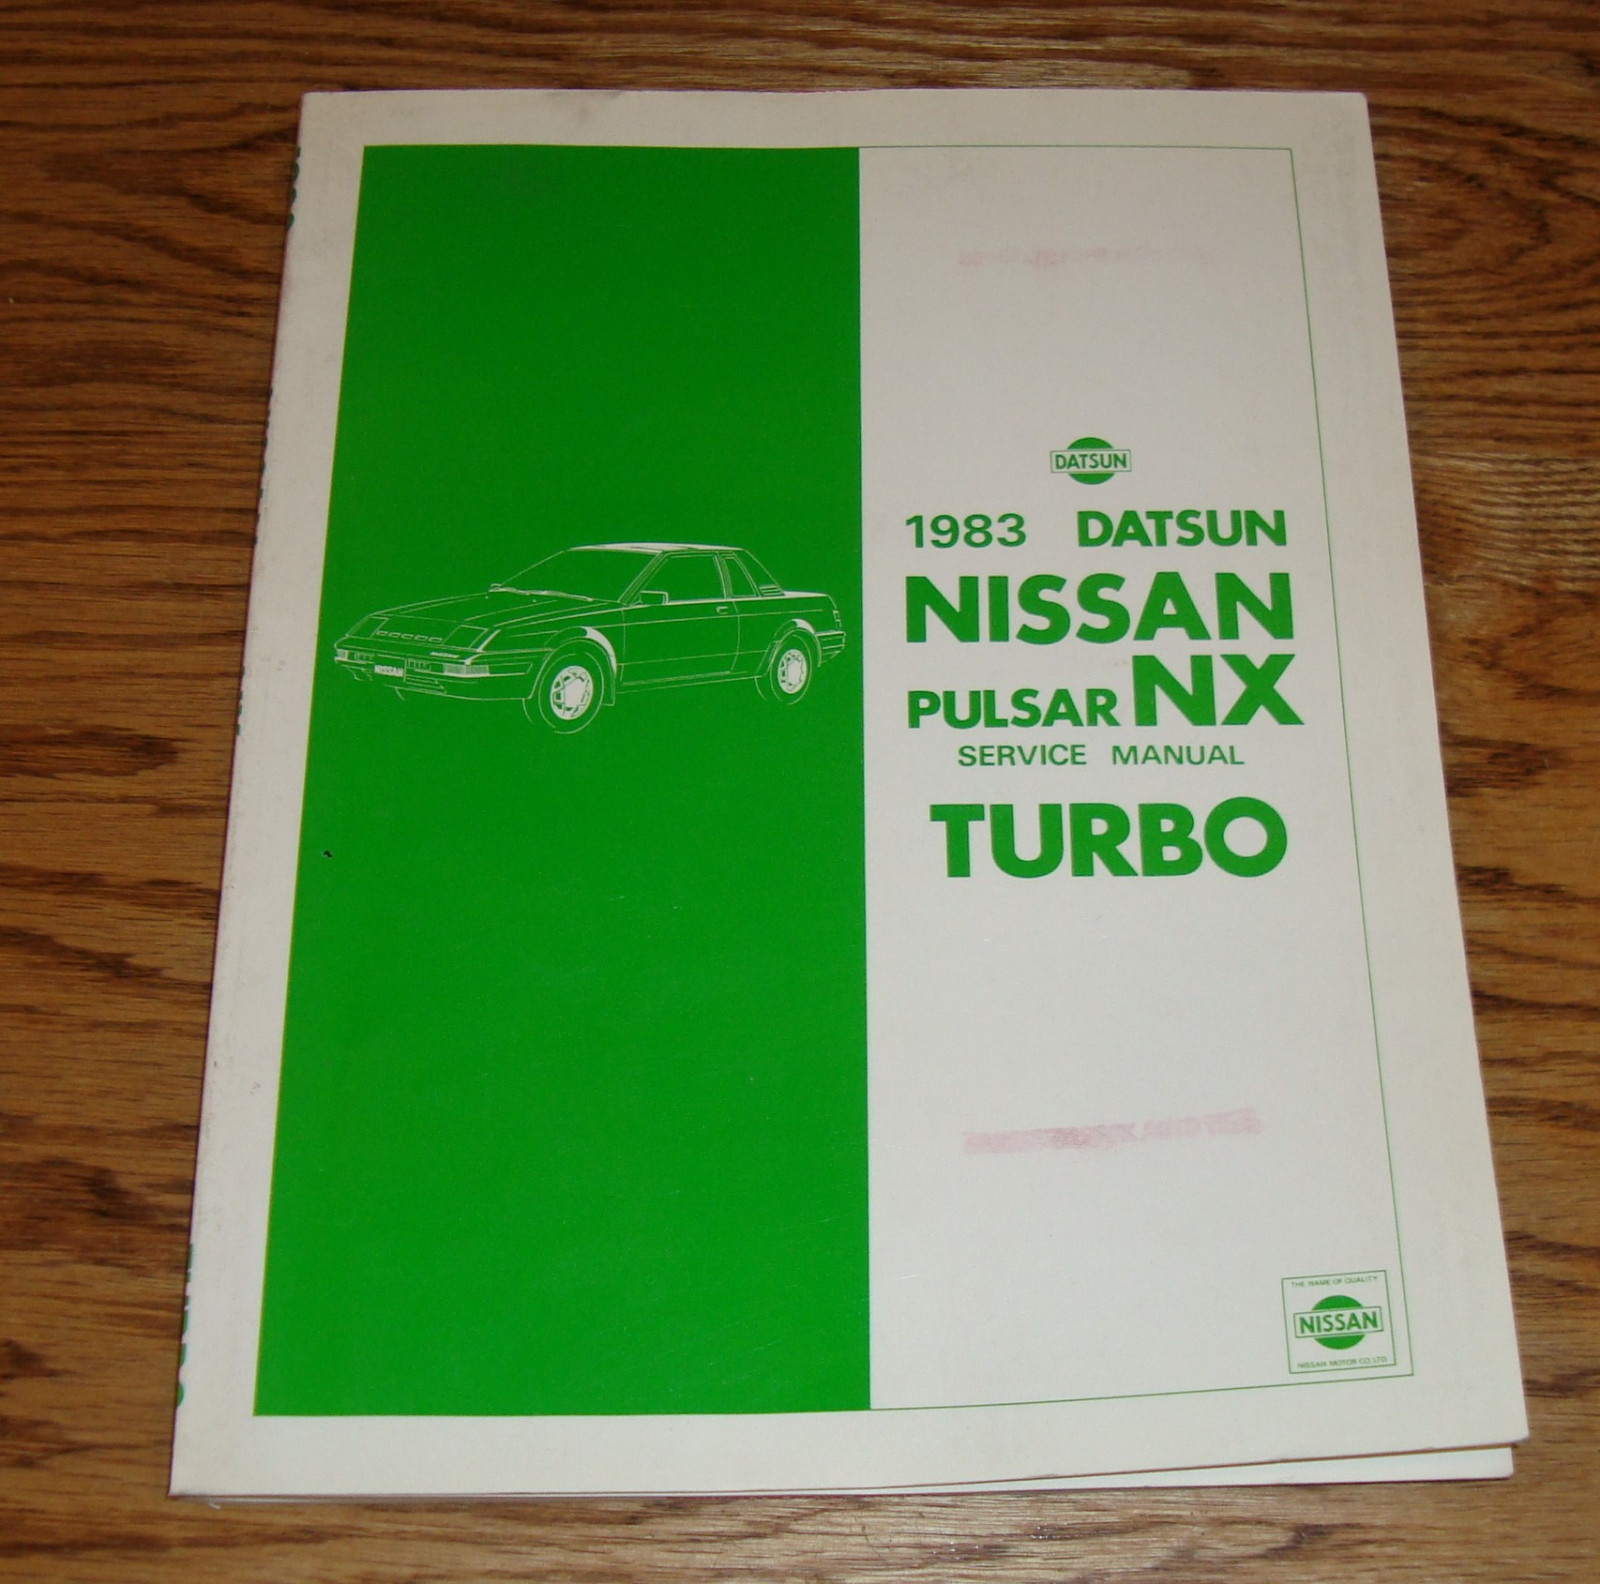 DATSUN
1983 DATSUN
NISSAN
PULSAR NX
SERVICE MANUAL
TURBO
THE NAME OF QUALITY
NISSAN
NISSAN MOTOR CO., LTD.